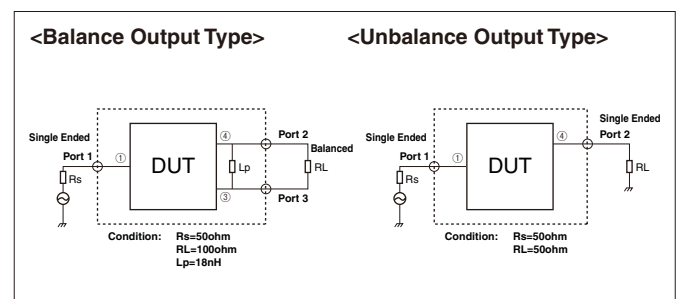 <Balance Output Type>
<Unbalance Output Type>
Single Ended
Port 1
①
Rs
DUT
④
Port 2
Balanced
Lp
RL
③
Port 3
Condition: Rs=50ohm
RL=100ohm
Lp=18nH
Single Ended
Port 1
①
Rs
DUT
④
Single Ended
Port 2
RL
Condition: Rs=50ohm
RL=50ohm